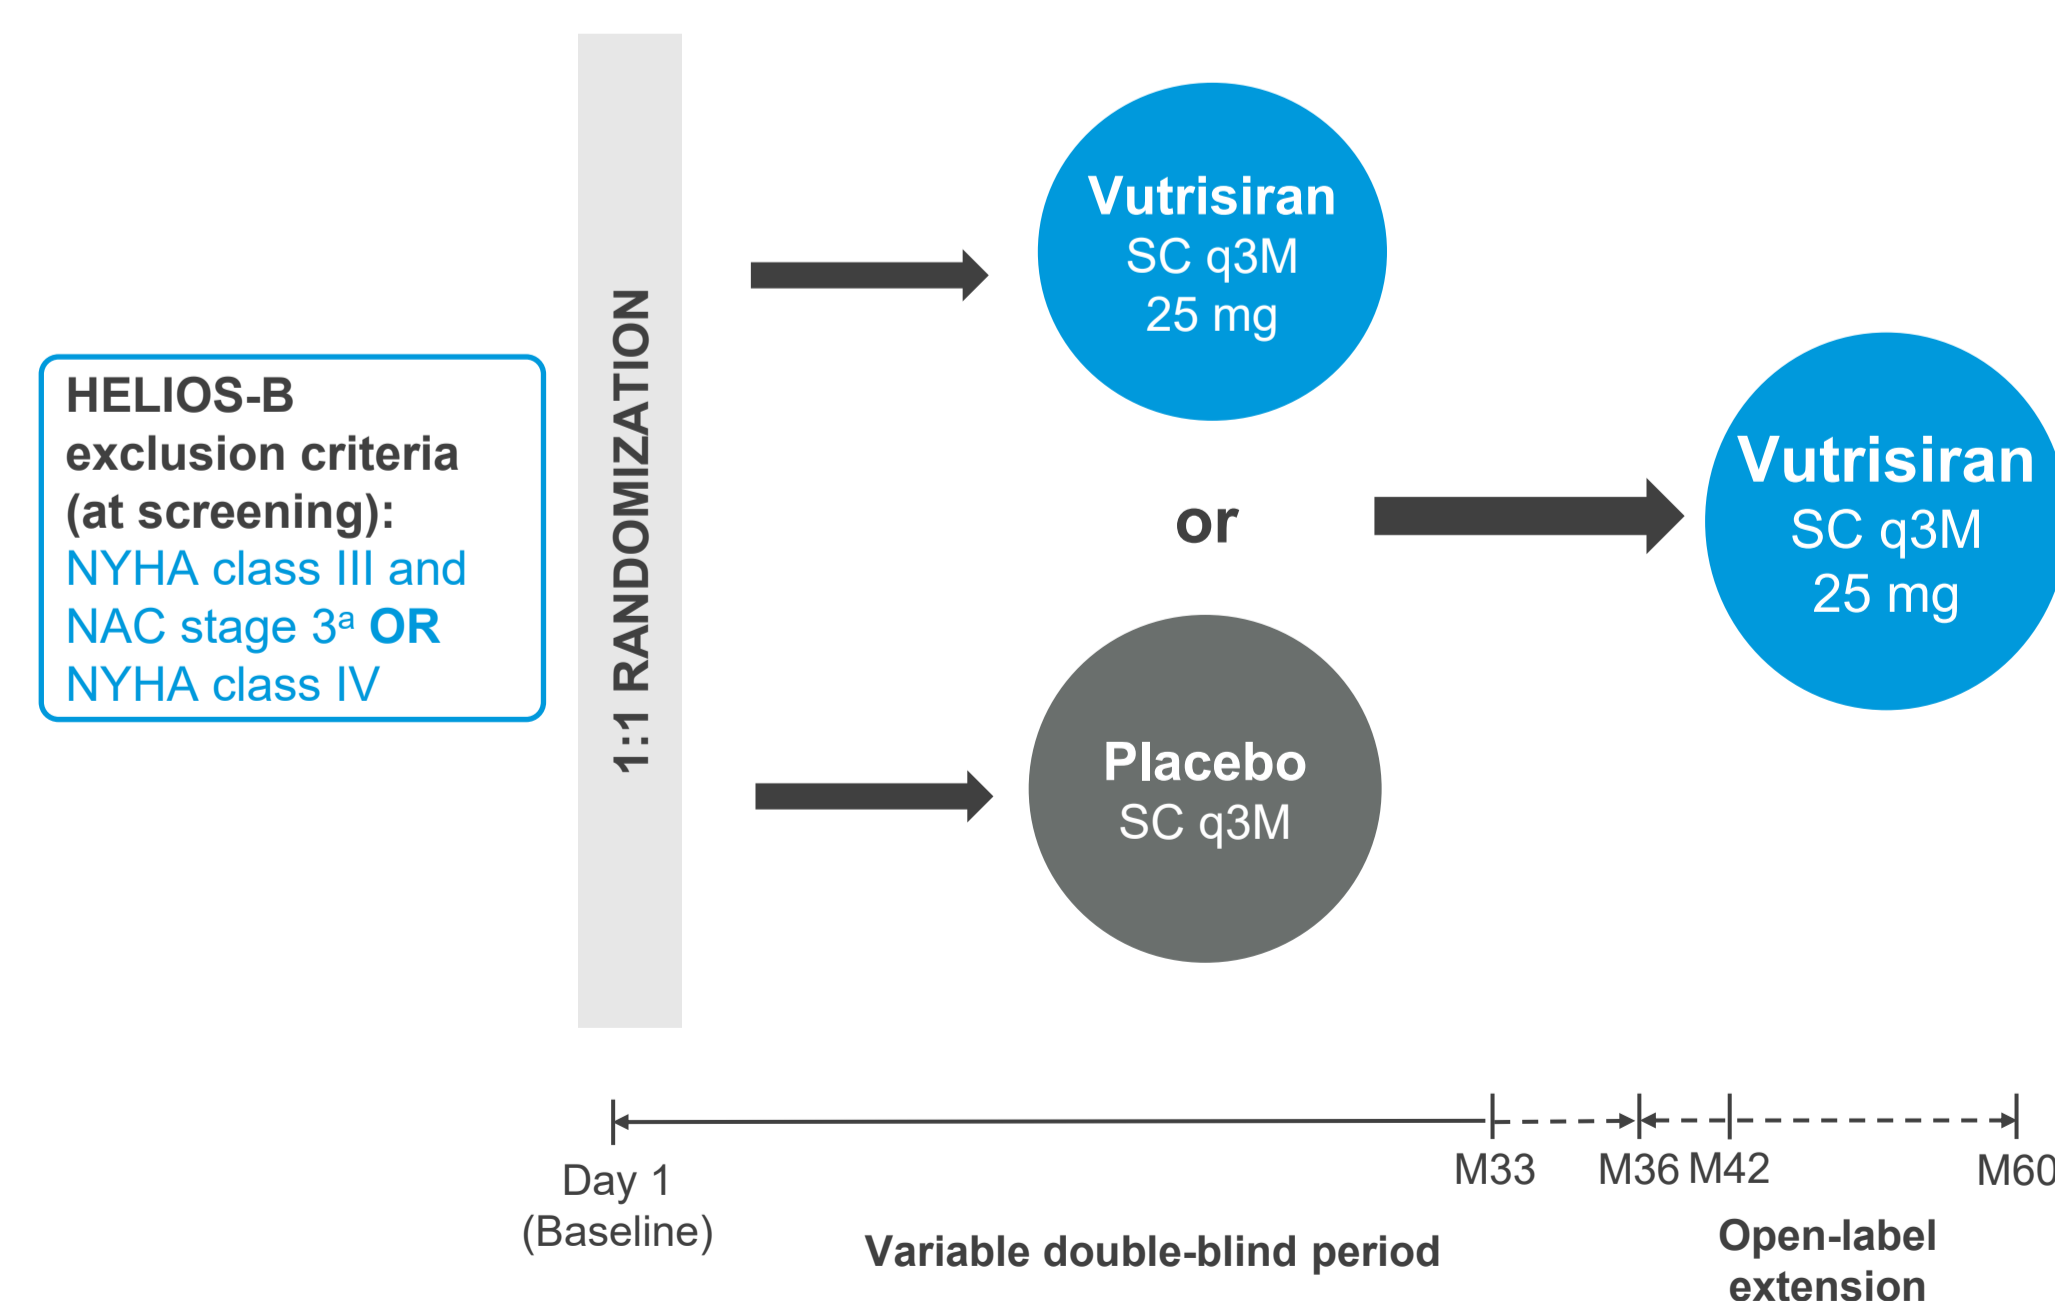 HELIOS-B
exclusion criteria
(at screening):
NYHA class III and
NAC stage 3ᵃ OR
NYHA class IV
1:1 RANDOMIZATION
Vutrisiran
SC q3M
25 mg
or
Placebo
SC q3M
Vutrisiran
SC q3M
25 mg
Day 1
(Baseline)
M33
M36
M42
M60
Variable double-blind period
Open-label
extension